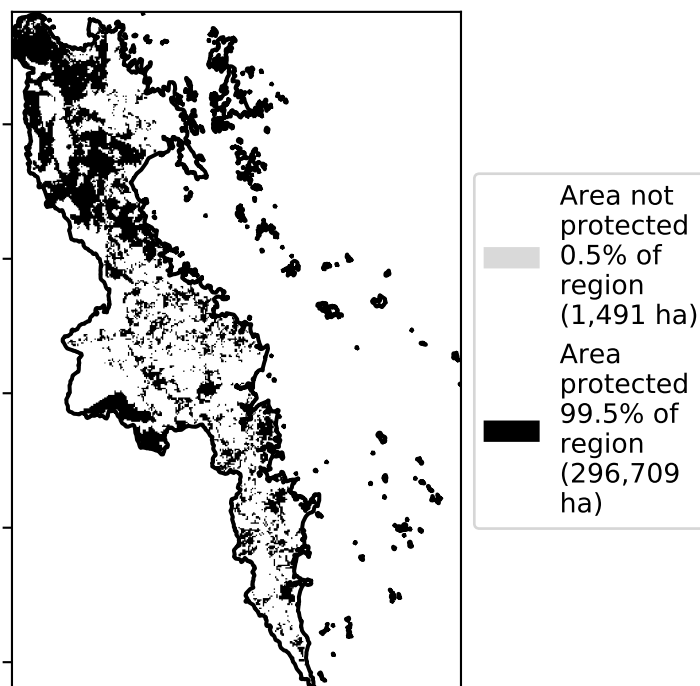 Area not
protected
0.5% of
region
(1,491 ha)
Area
protected
99.5% of
region
(296,709
ha)